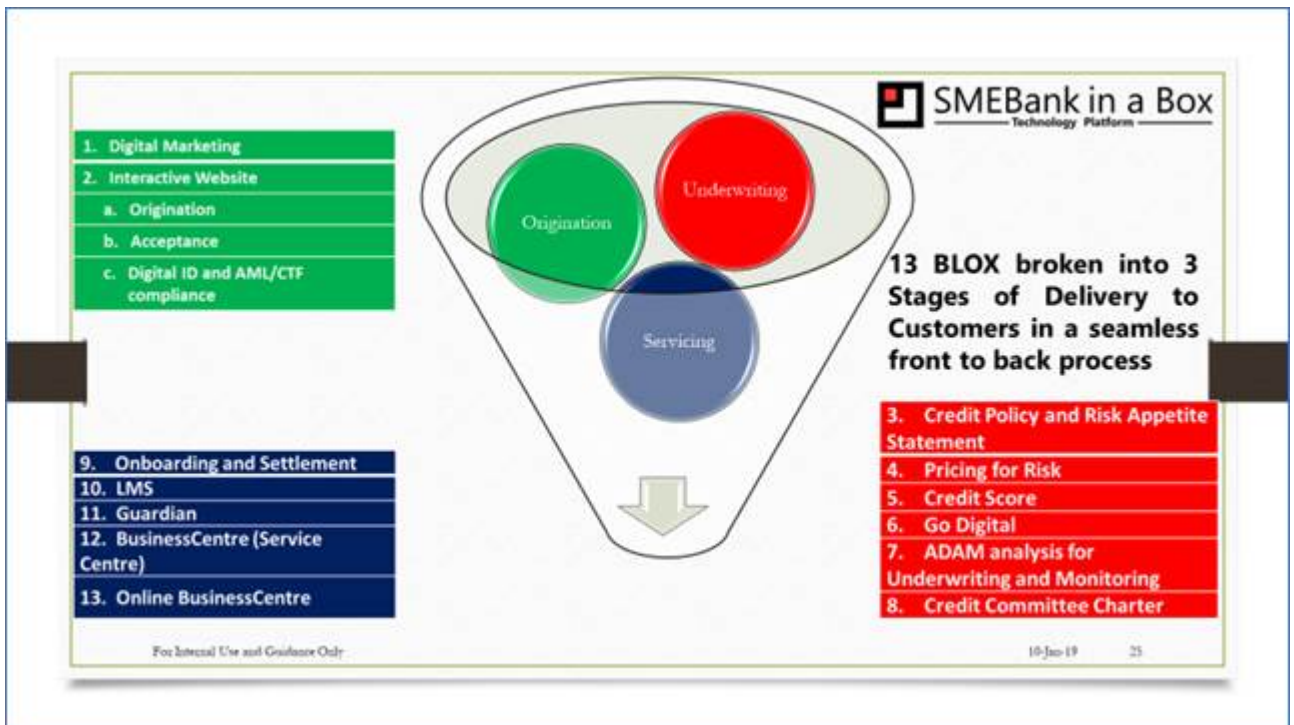 SMEBank in a Box
Technology Platform
1. Digital Marketing
2. Interactive Website
a. Origination
b. Acceptance
c. Digital ID and AML/CTF
compliance
Origination
Underwriting
Servicing
13 BLOX broken into 3
Stages of Delivery to
Customers in a seamless
front to back process
3. Credit Policy and Risk Appetite
Statement
4. Pricing for Risk
5. Credit Score
6. Go Digital
7. ADAM analysis for
Underwriting and Monitoring
8. Credit Committee Charter
9. Onboarding and Settlement
10. LMS
11. Guardian
12. BusinessCentre (Service
Centre)
13. Online BusinessCentre
For Internal Use and Guidance Only
10-Jan-19
25